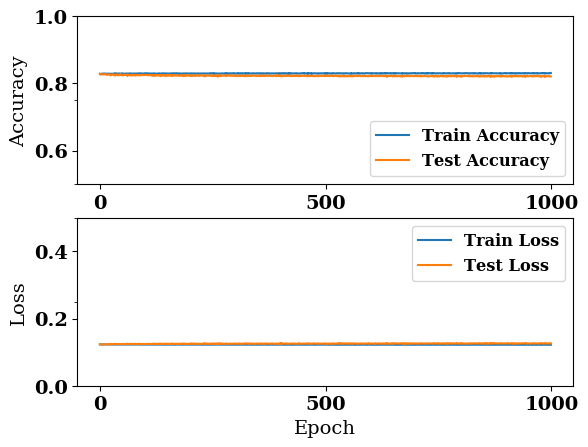 1.0
0.8
0.6
Accuracy
Train Accuracy
Test Accuracy
0 500 1000
0.4
0.2
0.0
Loss
Train Loss
Test Loss
0 500 1000
Epoch